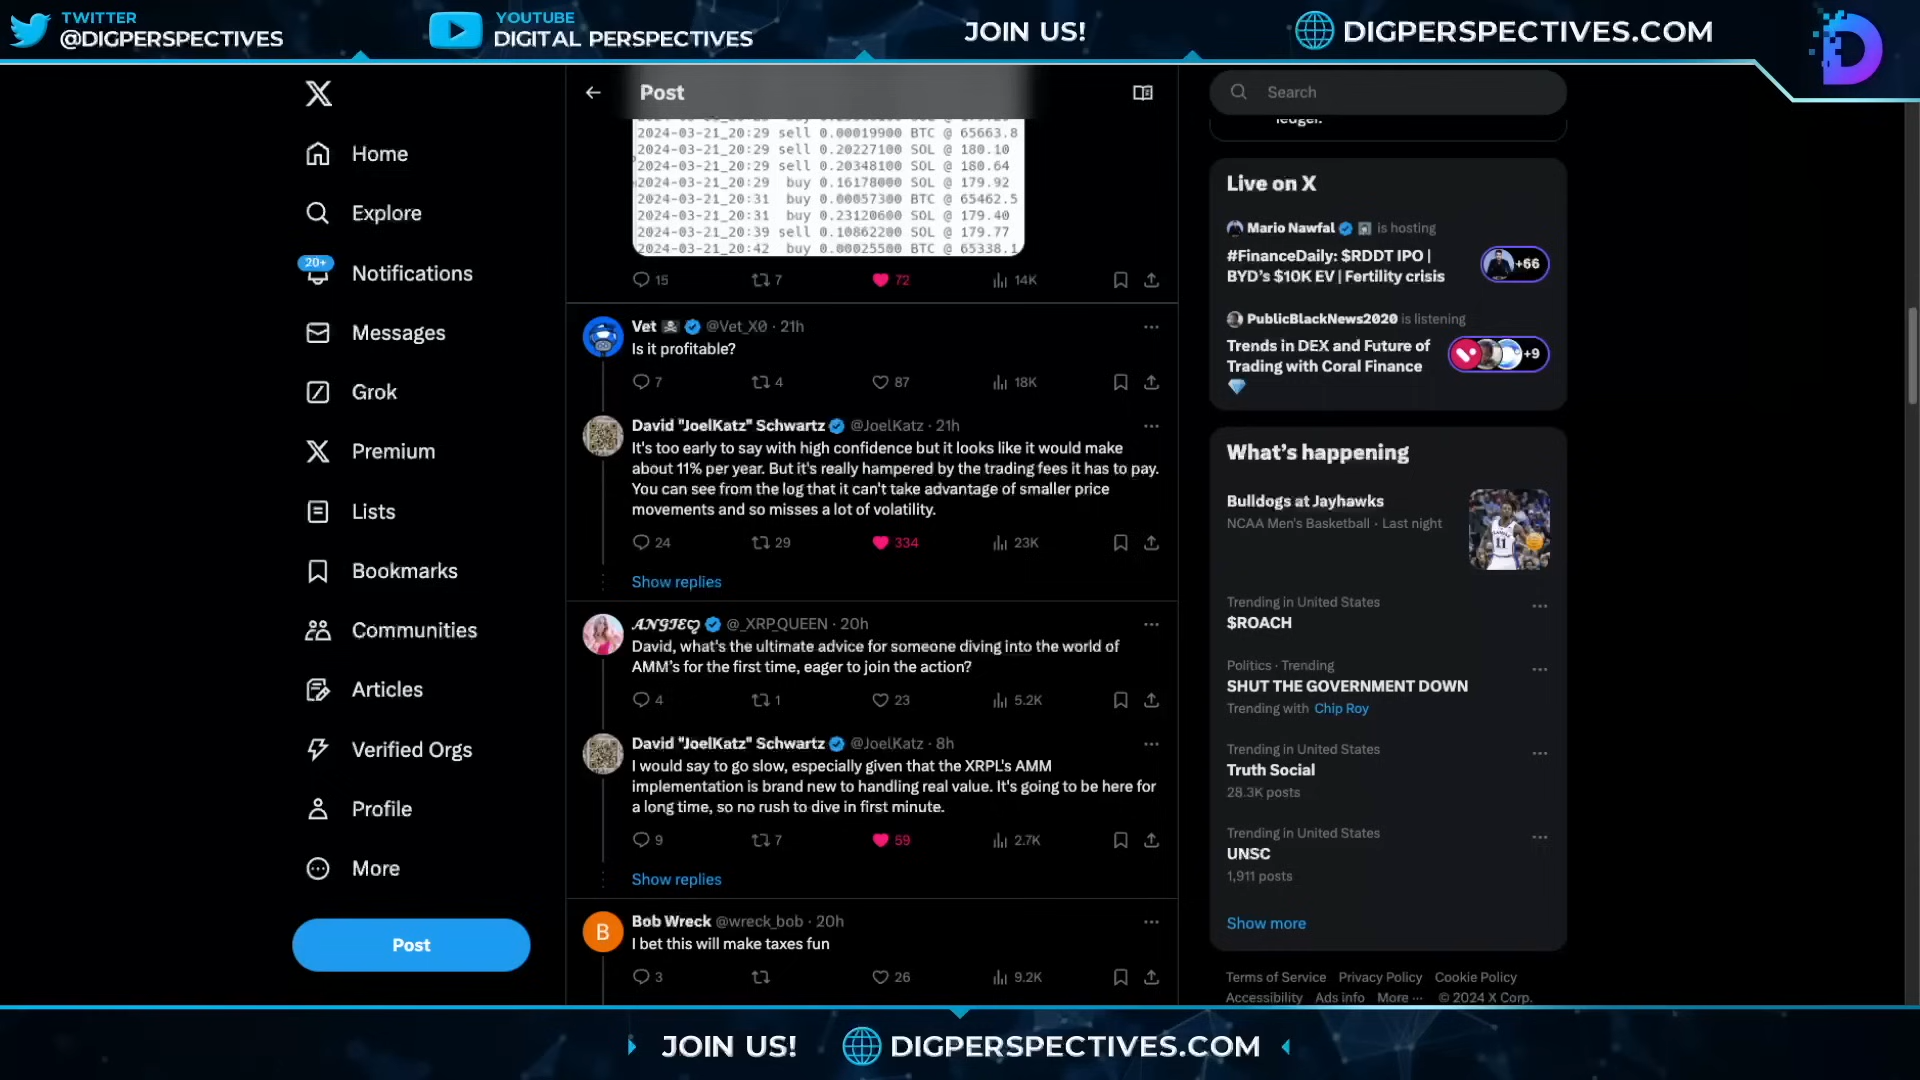 TWITTER
@DIGPERSPECTIVES
YOUTUBE
DIGITAL PERSPECTIVES
JOIN US!
DIGPERSPECTIVES.COM
Home
Explore
20+
Notifications
Messages
Grok
Premium
Lists
Bookmarks
Communities
Articles
Verified Orgs
Profile
More
Post
Post
2024-03-21_20:29 sell 0.00019900 BTC @ 65663.8
2024-03-21_20:29 sell 0.20227100 SOL @ 180.10
2024-03-21_20:29 sell 0.20348100 SOL @ 180.64
2024-03-21_20:29 buy 0.16178000 SOL @ 179.92
2024-03-21_20:31 buy 0.00057300 BTC @ 65462.5
2024-03-21_20:31 buy 0.23120600 SOL @ 179.40
2024-03-21_20:39 sell 0.10862200 SOL @ 179.77
2024-03-21_20:42 buy 0.00025500 BTC @ 65338.1
15 7 72 14K
Vet @Vet_X0 · 21h
Is it profitable?
7 4 87 18K
David "JoelKatz" Schwartz @JoelKatz · 21h
It's too early to say with high confidence but it looks like it would make
about 11% per year. But it's really hampered by the trading fees it has to pay.
You can see from the log that it can't take advantage of smaller price
movements and so misses a lot of volatility.
24 29 334 23K
Show replies
𝓐𝓝𝓖𝓘𝓔ღ @_XRP_QUEEN · 20h
David, what's the ultimate advice for someone diving into the world of
AMM's for the first time, eager to join the action?
4 1 23 5.2K
David "JoelKatz" Schwartz @JoelKatz · 8h
I would say to go slow, especially given that the XRPL's AMM
implementation is brand new to handling real value. It's going to be here for
a long time, so no rush to dive in first minute.
9 7 59 2.7K
Show replies
B
Bob Wreck @wreck_bob · 20h
I bet this will make taxes fun
3 26 9.2K
Search
ledger.
Live on X
Mario Nawfal is hosting
#FinanceDaily: $RDDT IPO |
BYD's $10K EV | Fertility crisis
+66
PublicBlackNews2020 is listening
Trends in DEX and Future of
Trading with Coral Finance
💎
+9
What's happening
Bulldogs at Jayhawks
NCAA Men's Basketball · Last night
11
Trending in United States
$ROACH
Politics · Trending
SHUT THE GOVERNMENT DOWN
Trending with Chip Roy
Trending in United States
Truth Social
28.3K posts
Trending in United States
UNSC
1,911 posts
Show more
Terms of Service Privacy Policy Cookie Policy
Accessibility Ads info More ··· © 2024 X Corp.
JOIN US! DIGPERSPECTIVES.COM